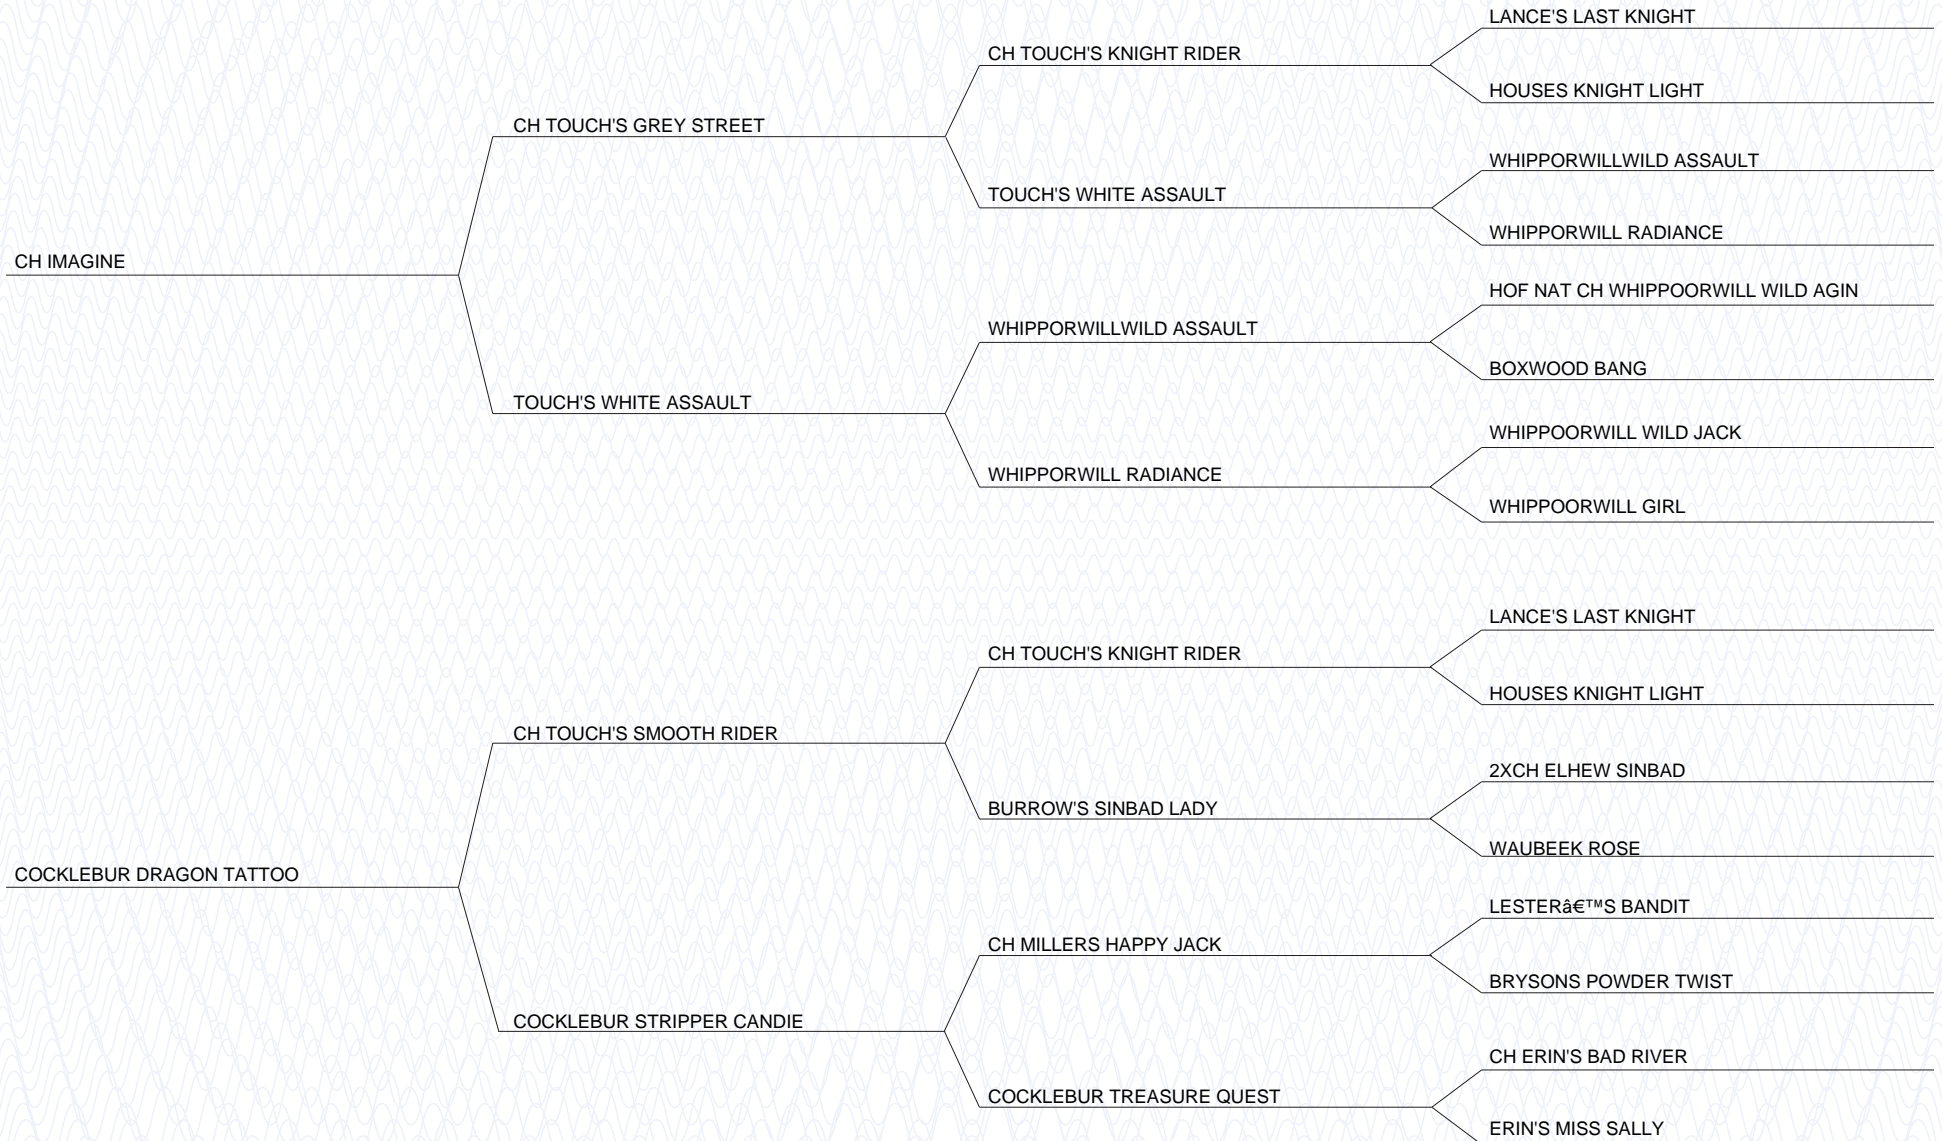 LANCE'S LAST KNIGHT
CH TOUCH'S KNIGHT RIDER
HOUSES KNIGHT LIGHT
CH TOUCH'S GREY STREET
WHIPPORWILLWILD ASSAULT
TOUCH'S WHITE ASSAULT
WHIPPORWILL RADIANCE
CH IMAGINE
HOF NAT CH WHIPPOORWILL WILD AGIN
WHIPPORWILLWILD ASSAULT
BOXWOOD BANG
TOUCH'S WHITE ASSAULT
WHIPPOORWILL WILD JACK
WHIPPORWILL RADIANCE
WHIPPOORWILL GIRL
LANCE'S LAST KNIGHT
CH TOUCH'S KNIGHT RIDER
HOUSES KNIGHT LIGHT
CH TOUCH'S SMOOTH RIDER
2XCH ELHEW SINBAD
BURROW'S SINBAD LADY
WAUBEEK ROSE
COCKLEBUR DRAGON TATTOO
LESTERâ€™S BANDIT
CH MILLERS HAPPY JACK
BRYSONS POWDER TWIST
COCKLEBUR STRIPPER CANDIE
CH ERIN'S BAD RIVER
COCKLEBUR TREASURE QUEST
ERIN'S MISS SALLY